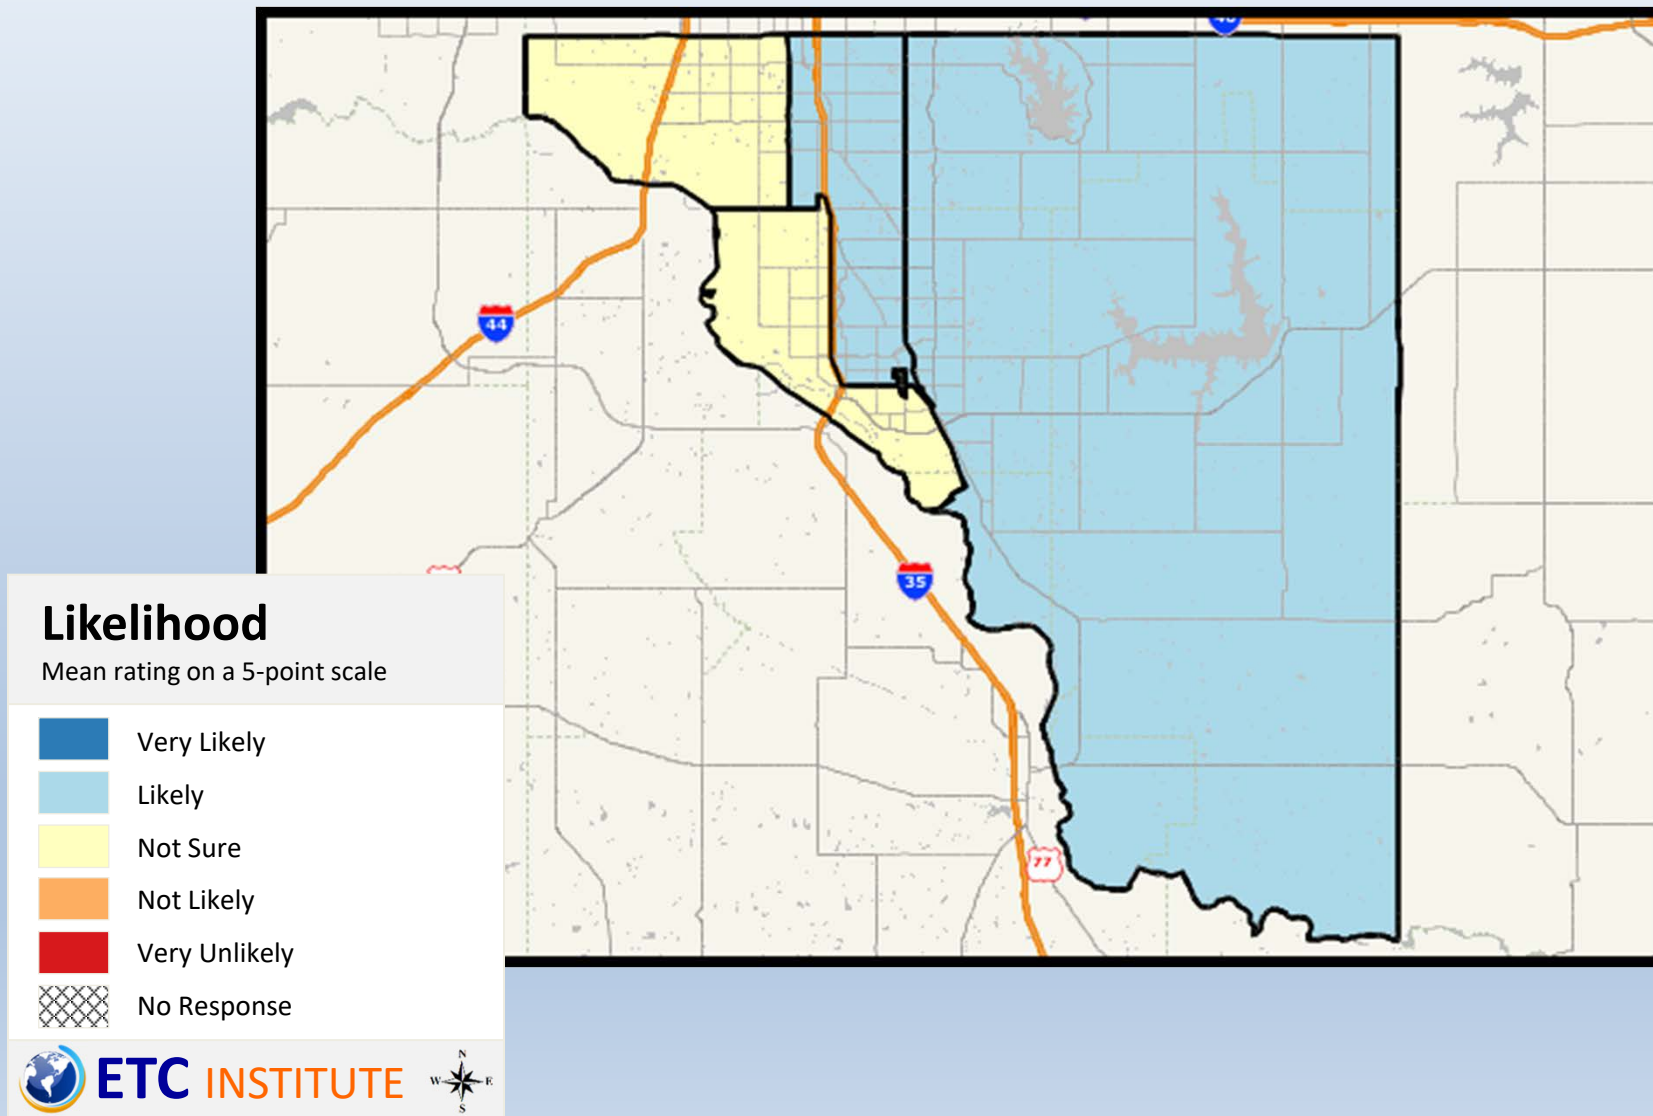 44
35
77
Likelihood
Mean rating on a 5-point scale
Very Likely
Likely
Not Sure
Not Likely
Very Unlikely
No Response
ETC INSTITUTE
N
W E
S